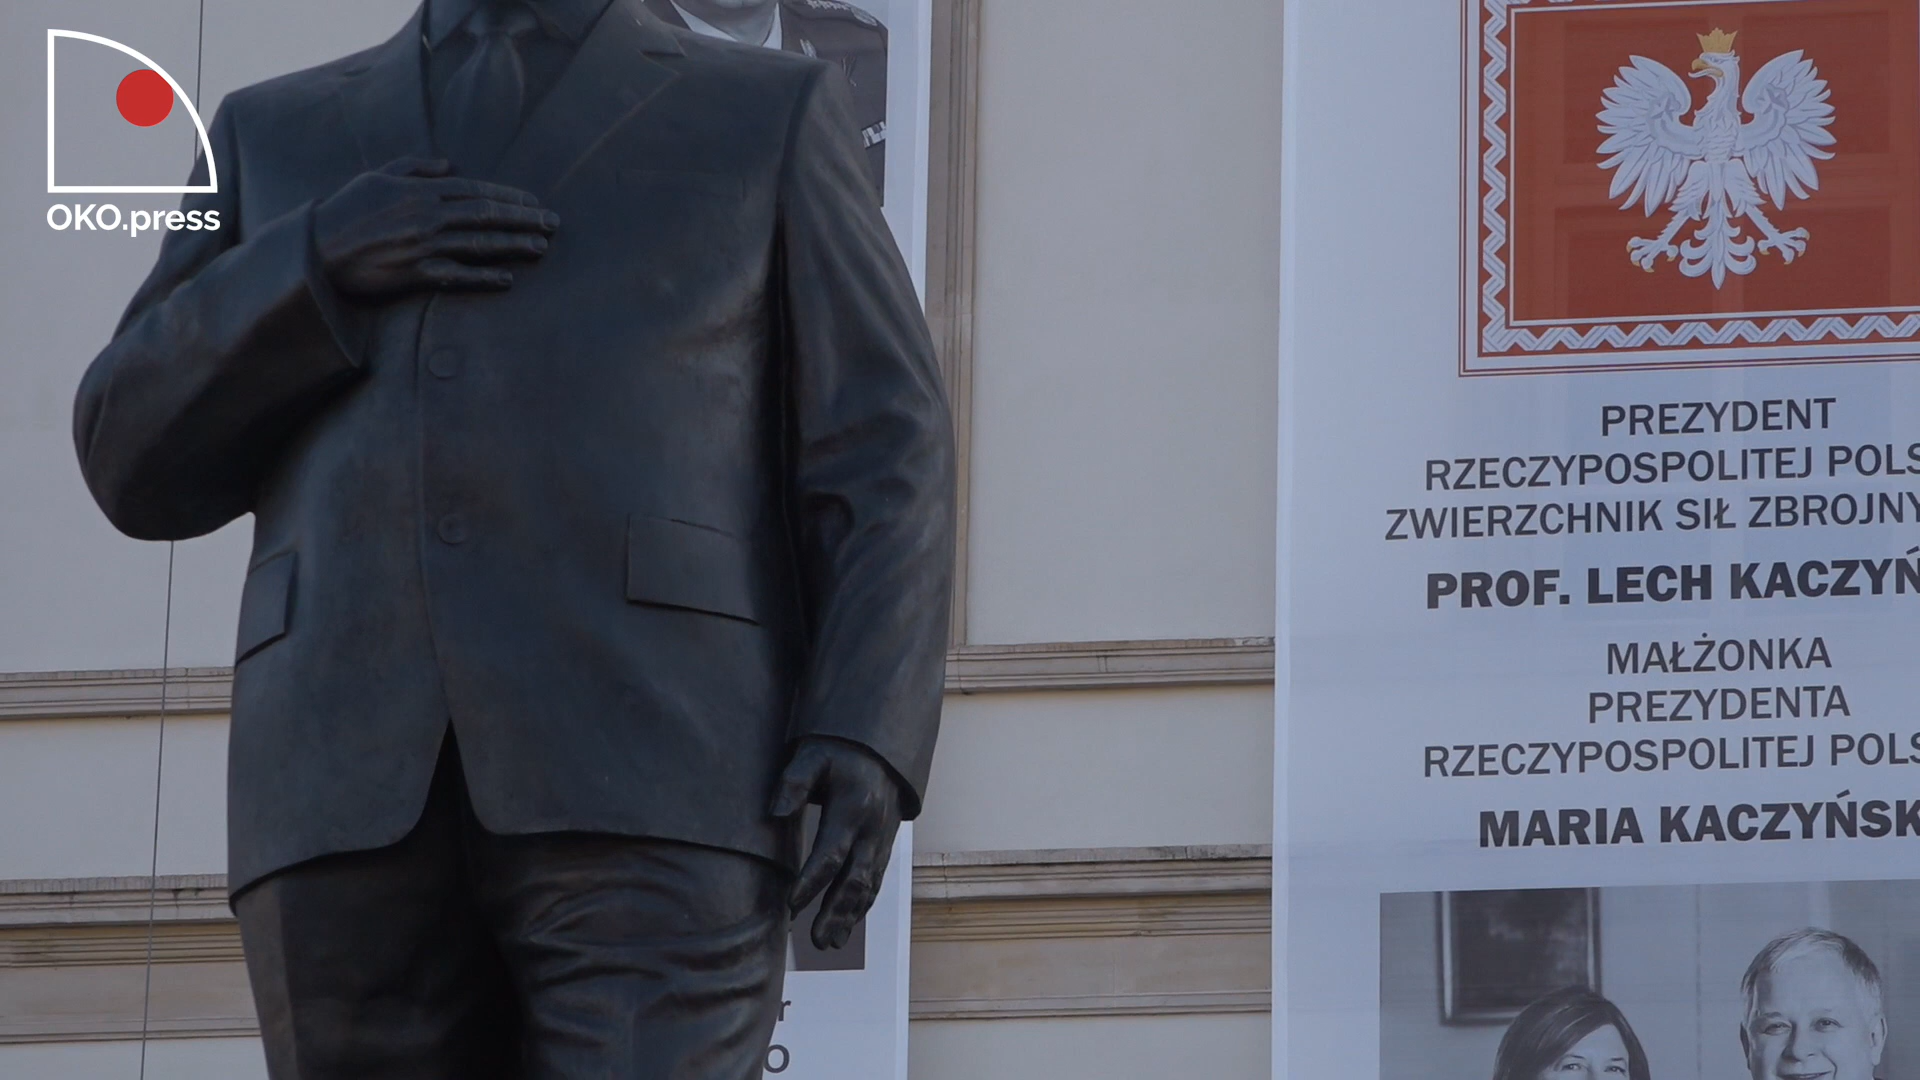 OKO.press
PREZYDENT
RZECZYPOSPOLITEJ POLS
ZWIERZCHNIK SIŁ ZBROJNY
PROF. LECH KACZYŃ
MAŁŻONKA
PREZYDENTA
RZECZYPOSPOLITEJ POLS
MARIA KACZYŃSK